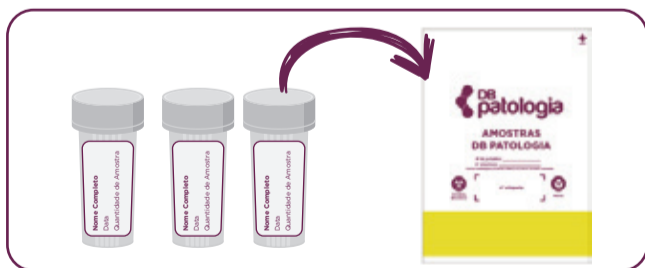 Nome Completo
Data
Quantidade de Amostra
Nome Completo
Data
Quantidade de Amostra
Nome Completo
Data
Quantidade de Amostra
DB
patologia
AMOSTRAS
DB PATOLOGIA